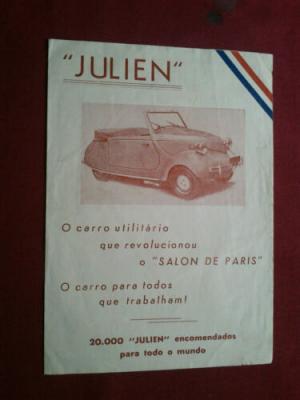 "JULIEN"
O carro utilitário
que revolucionou
o "SALON DE PARIS"
O carro para todos
que trabalham!
20.000 "JULIEN" encomendados
para todo o mundo